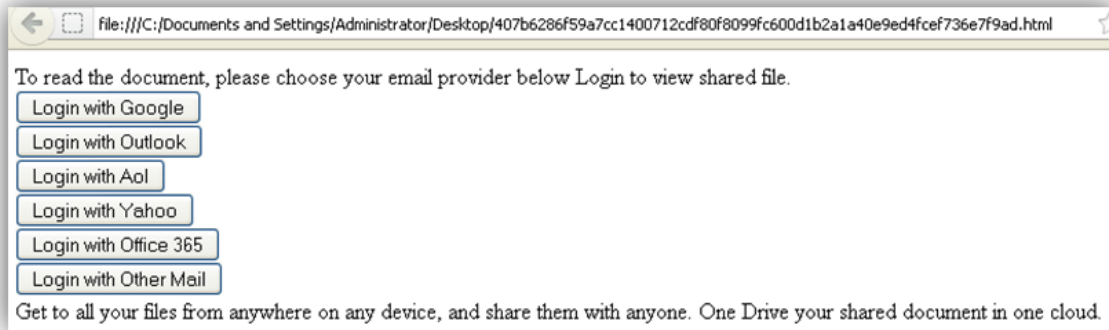 file:///C:/Documents and Settings/Administrator/Desktop/407b6286f59a7cc1400712cdf80f8099fc600d1b2a1a40e9ed4fcef736e7f9ad.html
To read the document, please choose your email provider below Login to view shared file.
Login with Google
Login with Outlook
Login with Aol
Login with Yahoo
Login with Office 365
Login with Other Mail
Get to all your files from anywhere on any device, and share them with anyone. One Drive your shared document in one cloud.